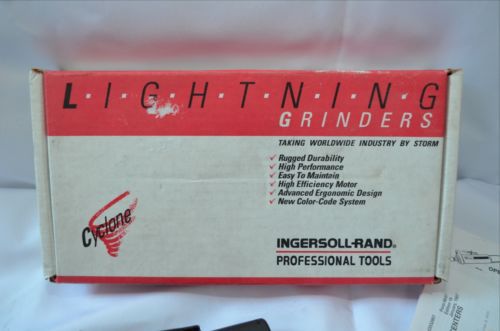 L·I·G·H·T·N·I·N·G
GRINDERS
TAKING WORLDWIDE INDUSTRY BY STORM
✓ Rugged Durability
✓ High Performance
✓ Easy To Maintain
✓ High Efficiency Motor
✓ Advanced Ergonomic Design
✓ New Color-Code System
Cyclone
INGERSOLL-RAND®
PROFESSIONAL TOOLS